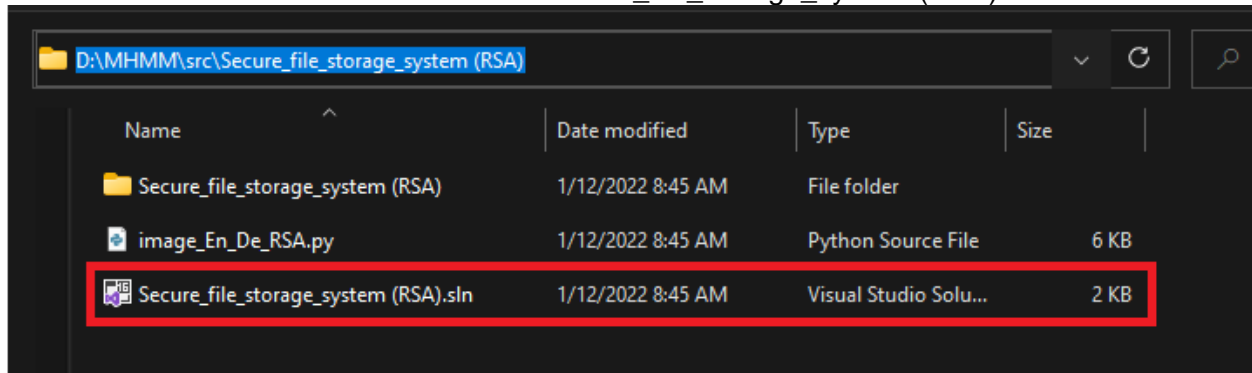 D:\MHMM\src\Secure_file_storage_system (RSA)
Name Date modified Type Size
Secure_file_storage_system (RSA) 1/12/2022 8:45 AM File folder
image_En_De_RSA.py 1/12/2022 8:45 AM Python Source File 6 KB
Secure_file_storage_system (RSA).sln 1/12/2022 8:45 AM Visual Studio Solu... 2 KB